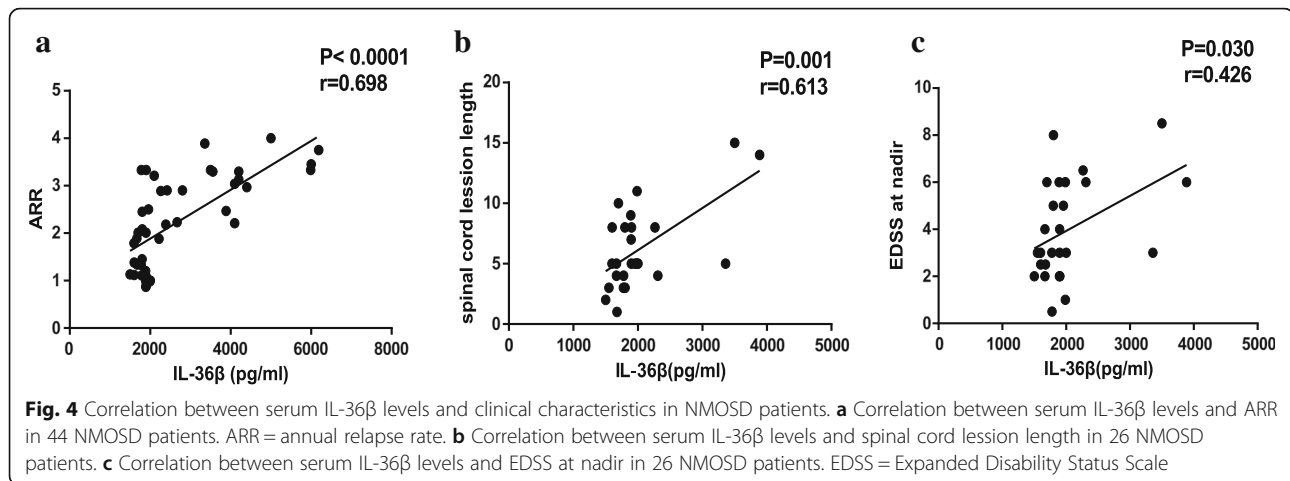 a
P< 0.0001
r=0.698
5
4
3
2
1
0
ARR
0 2000 4000 6000 8000
IL-36β (pg/ml)
b
P=0.001
r=0.613
20
15
10
5
0
spinal cord lession length
0 1000 2000 3000 4000 5000
IL-36β(pg/ml)
c
P=0.030
r=0.426
10
8
6
4
2
0
EDSS at nadir
0 1000 2000 3000 4000 5000
IL-36β(pg/ml)
Fig. 4 Correlation between serum IL-36β levels and clinical characteristics in NMOSD patients. a Correlation between serum IL-36β levels and ARR
in 44 NMOSD patients. ARR = annual relapse rate. b Correlation between serum IL-36β levels and spinal cord lession length in 26 NMOSD
patients. c Correlation between serum IL-36β levels and EDSS at nadir in 26 NMOSD patients. EDSS = Expanded Disability Status Scale